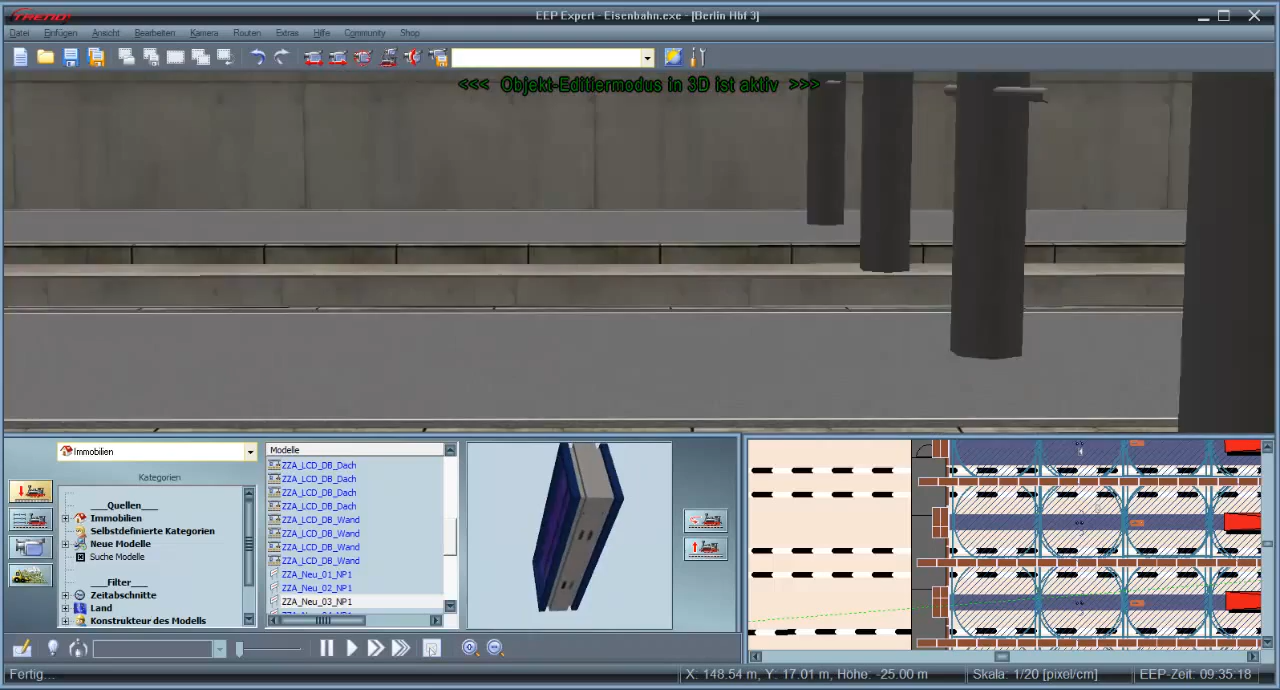 TREND
EEP Expert - Eisenbahn.exe - [Berlin Hbf 3]
Datei Einfügen Ansicht Bearbeiten Kamera Routen Extras Hilfe Community Shop
<<< Objekt-Editiermodus in 3D ist aktiv >>>
Immobilien
Kategorien
___Quellen___
Immobilien
Selbstdefinierte Kategorien
Neue Modelle
Suche Modelle
___Filter___
Zeitabschnitte
Land
Konstrukteur des Modells
Modelle
ZZA_LCD_DB_Dach
ZZA_LCD_DB_Dach
ZZA_LCD_DB_Dach
ZZA_LCD_DB_Dach
ZZA_LCD_DB_Wand
ZZA_LCD_DB_Wand
ZZA_LCD_DB_Wand
ZZA_LCD_DB_Wand
ZZA_Neu_01_NP1
ZZA_Neu_02_NP1
ZZA_Neu_03_NP1
Fertig...
X: 148.54 m, Y: 17.01 m, Höhe: -25.00 m
Skala: 1/20 [pixel/cm]
EEP-Zeit: 09:35:18